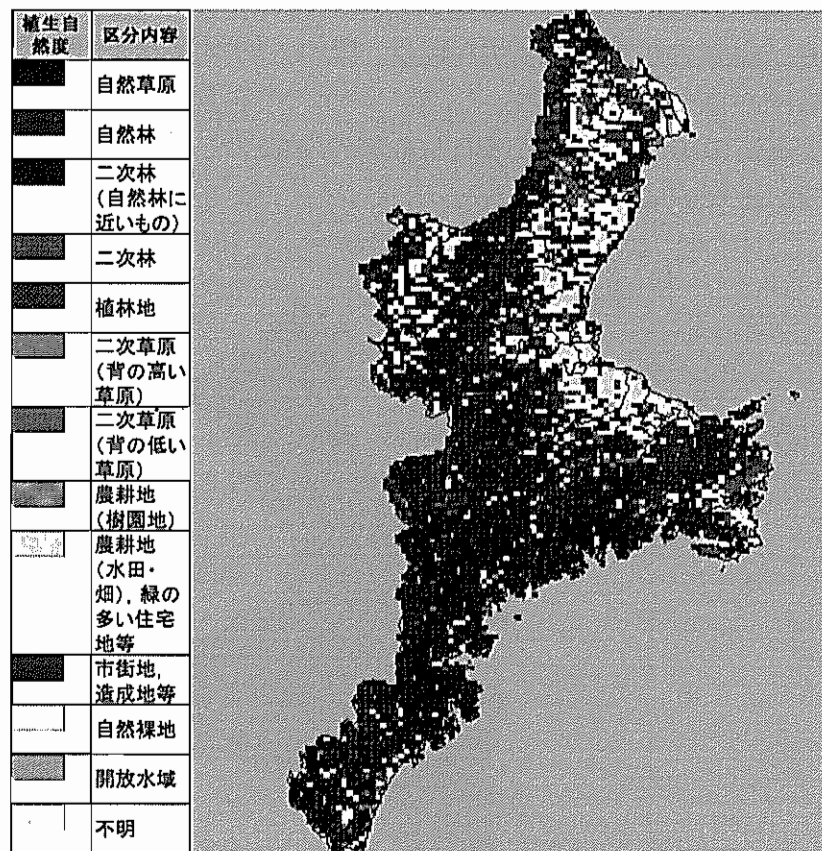 植生自
然度
区分内容
自然草原
自然林
二次林
(自然林に
近いもの)
二次林
植林地
二次草原
(背の高い
草原)
二次草原
(背の低い
草原)
農耕地
(樹園地)
農耕地
(水田・
畑), 緑の
多い住宅
地等
市街地,
造成地等
自然裸地
開放水域
不明